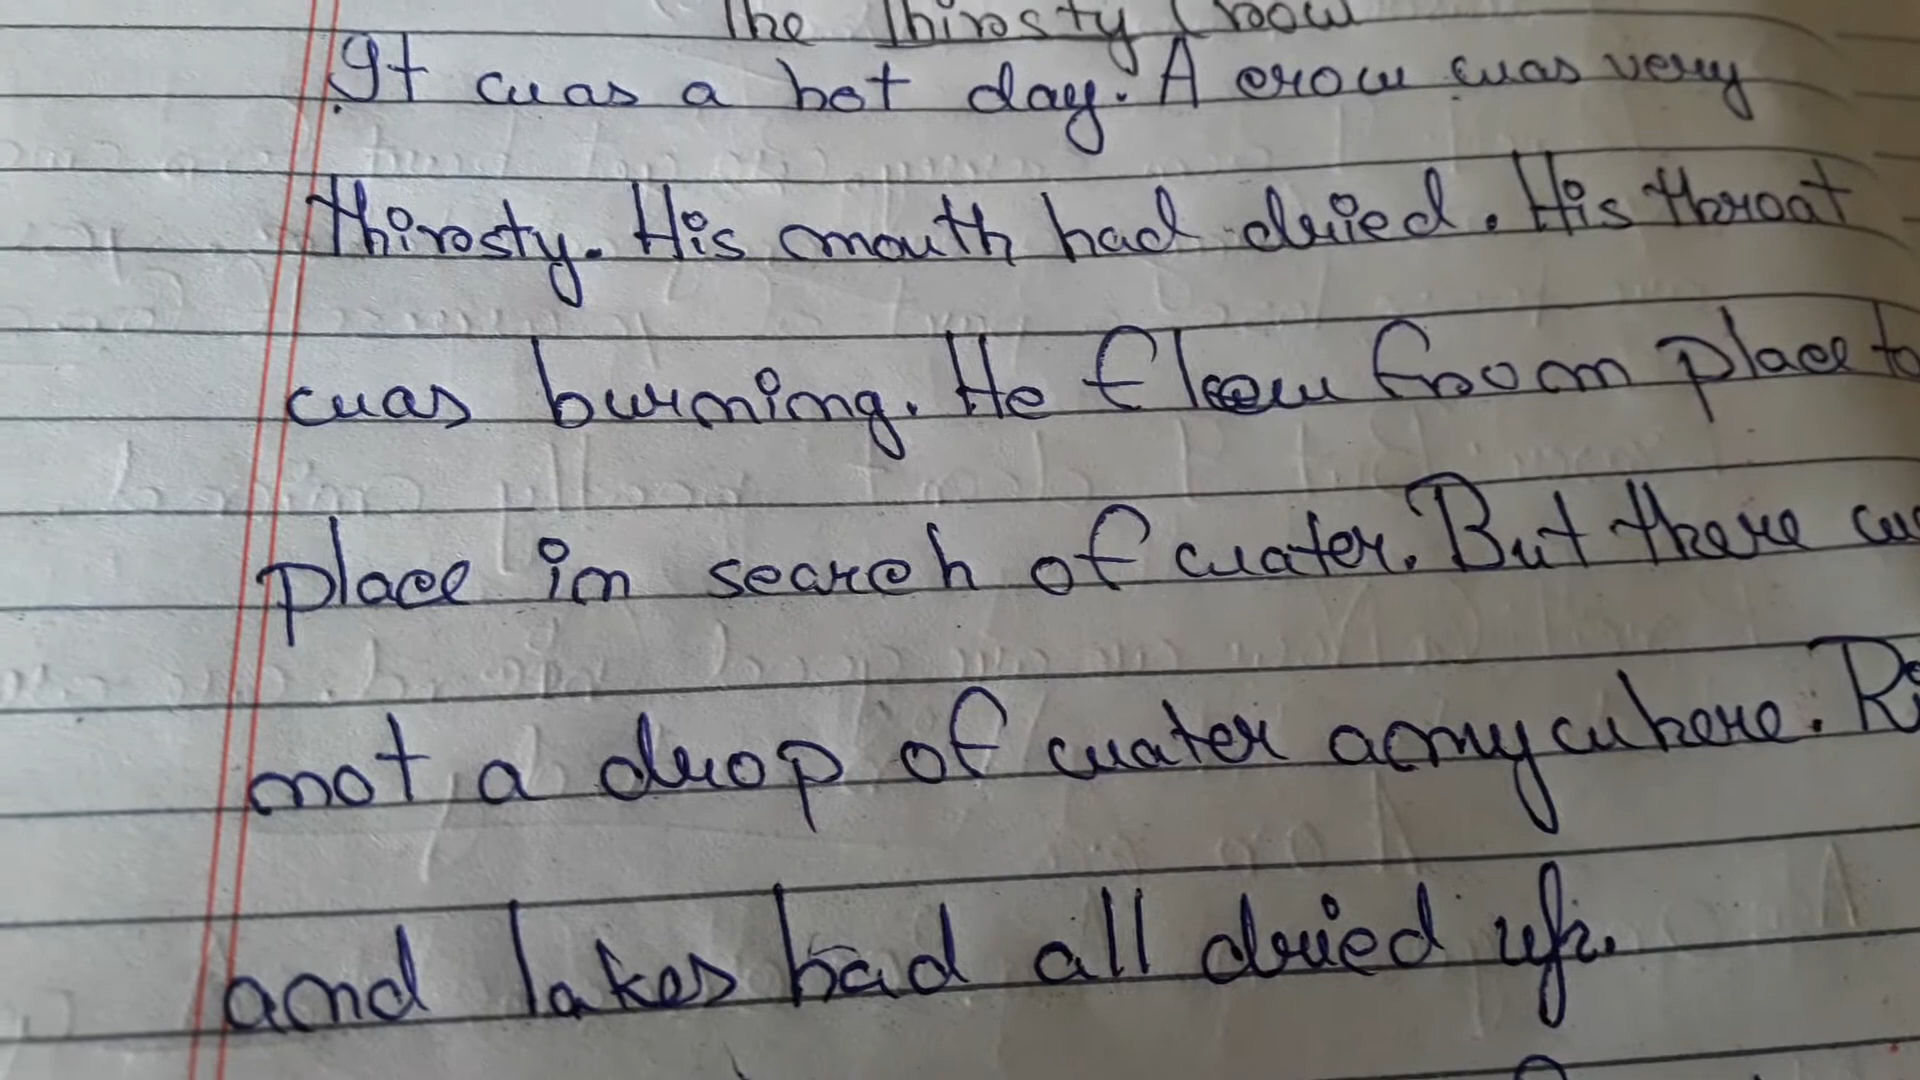 The Thirsty Crow
It was a hot day. A crow was very
thirsty. His mouth had dried. His throat
was burning. He flew from place to
place in search of water. But there
not a drop of water anywhere.
and lakes had all dried up.